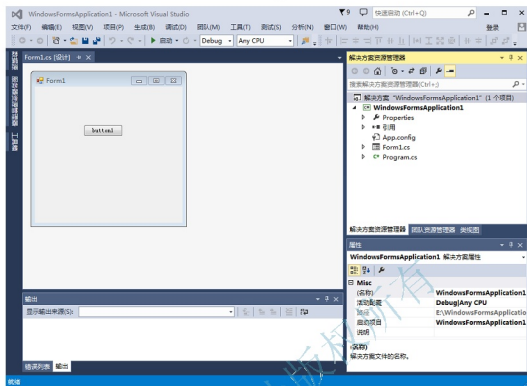 WindowsFormsApplication1 - Microsoft Visual Studio
9
快速启动 (Ctrl+Q)
文件(F) 编辑(E) 视图(V) 项目(P) 生成(B) 调试(D) 团队(M) 工具(T) 测试(S) 分析(N) 窗口(W) 帮助(H)
登录
启动 Debug Any CPU
Form1.cs [设计]
Form1
button1
解决方案资源管理器
搜索解决方案资源管理器(Ctrl+;)
解决方案"WindowsFormsApplication1" (1 个项目)
WindowsFormsApplication1
Properties
引用
App.config
Form1.cs
Program.cs
解决方案资源管理器 团队资源管理器 类视图
属性
WindowsFormsApplication1 解决方案属性
Misc
(名称) WindowsFormsApplication1
活动配置 Debug|Any CPU
路径 E:\WindowsFormsApplicatio
启动项目 WindowsFormsApplication1
说明
(名称)
解决方案文件的名称。
输出
显示输出来源(S):
错误列表 输出
就绪
版权所有